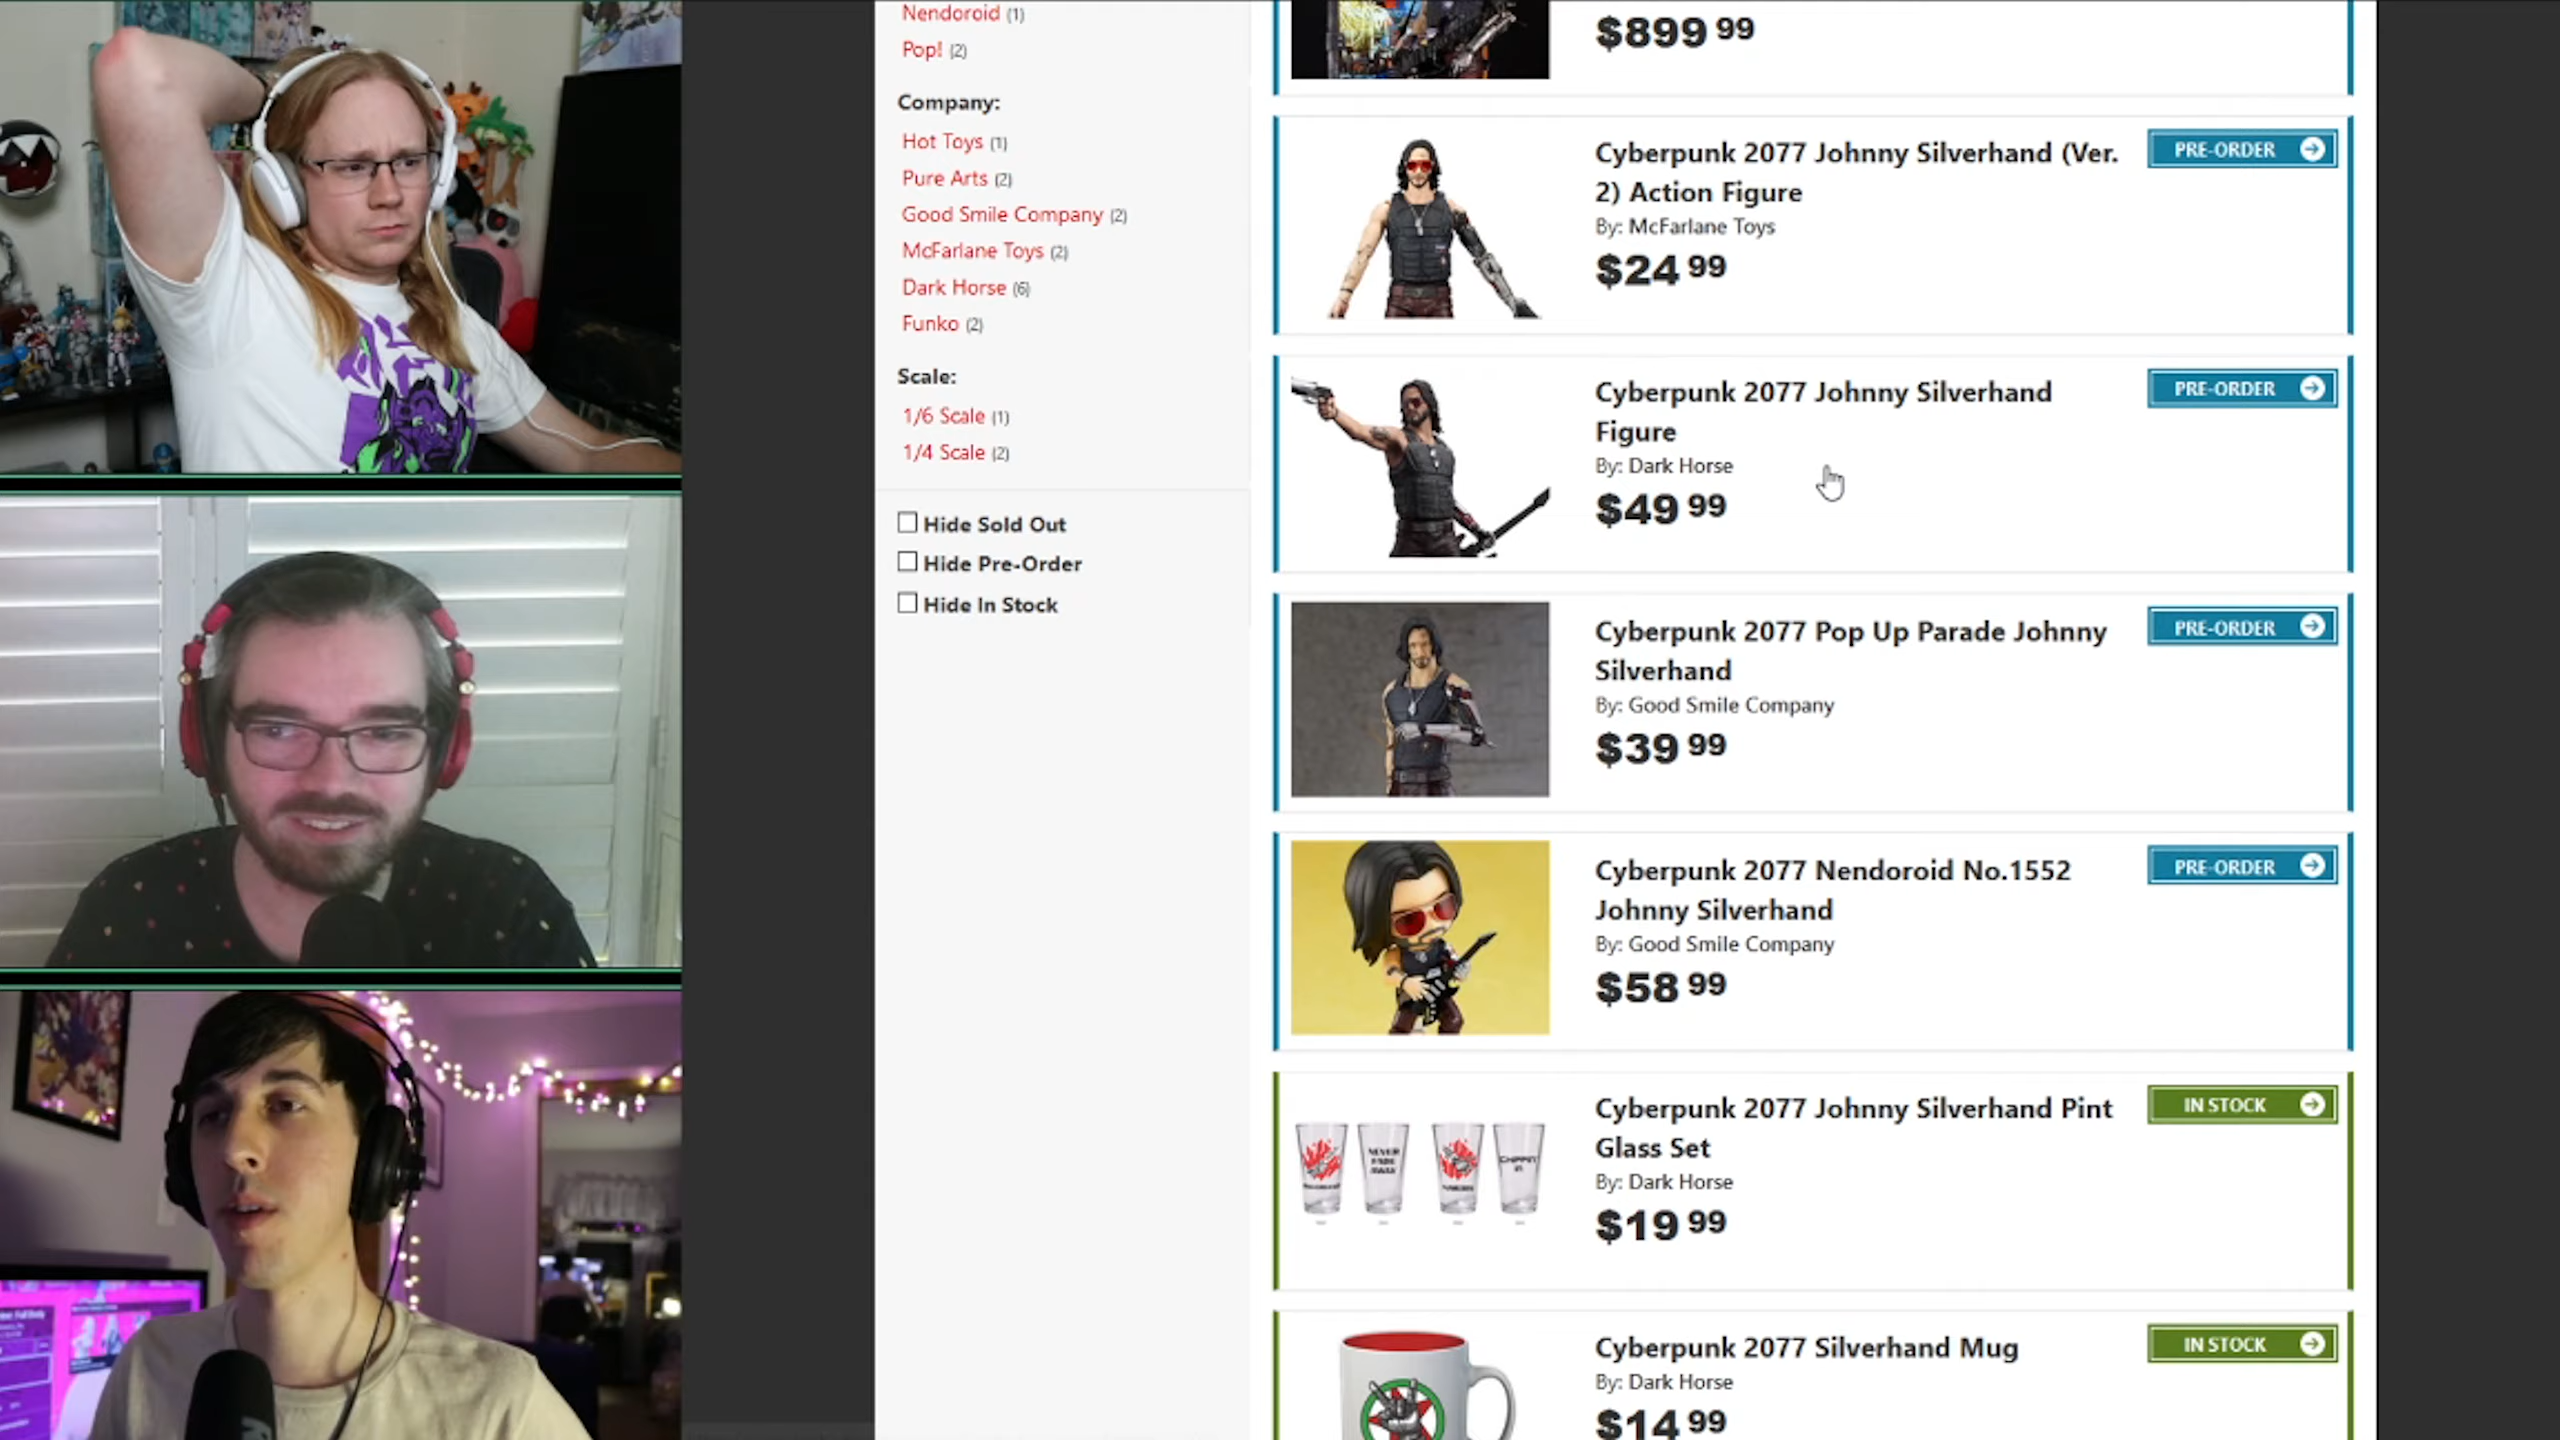 Nendoroid (1)
Pop! (2)
Company:
Hot Toys (1)
Pure Arts (2)
Good Smile Company (2)
McFarlane Toys (2)
Dark Horse (6)
Funko (2)
Scale:
1/6 Scale (1)
1/4 Scale (2)
Hide Sold Out
Hide Pre-Order
Hide In Stock
$899 99
Cyberpunk 2077 Johnny Silverhand (Ver.
2) Action Figure
By: McFarlane Toys
$24 99
PRE-ORDER
Cyberpunk 2077 Johnny Silverhand
Figure
By: Dark Horse
$49 99
PRE-ORDER
Cyberpunk 2077 Pop Up Parade Johnny
Silverhand
By: Good Smile Company
$39 99
PRE-ORDER
Cyberpunk 2077 Nendoroid No.1552
Johnny Silverhand
By: Good Smile Company
$58 99
PRE-ORDER
NEVER
FADE
AWAY
CHIPPIN'
IN
Cyberpunk 2077 Johnny Silverhand Pint
Glass Set
By: Dark Horse
$19 99
IN STOCK
Cyberpunk 2077 Silverhand Mug
By: Dark Horse
$14 99
IN STOCK